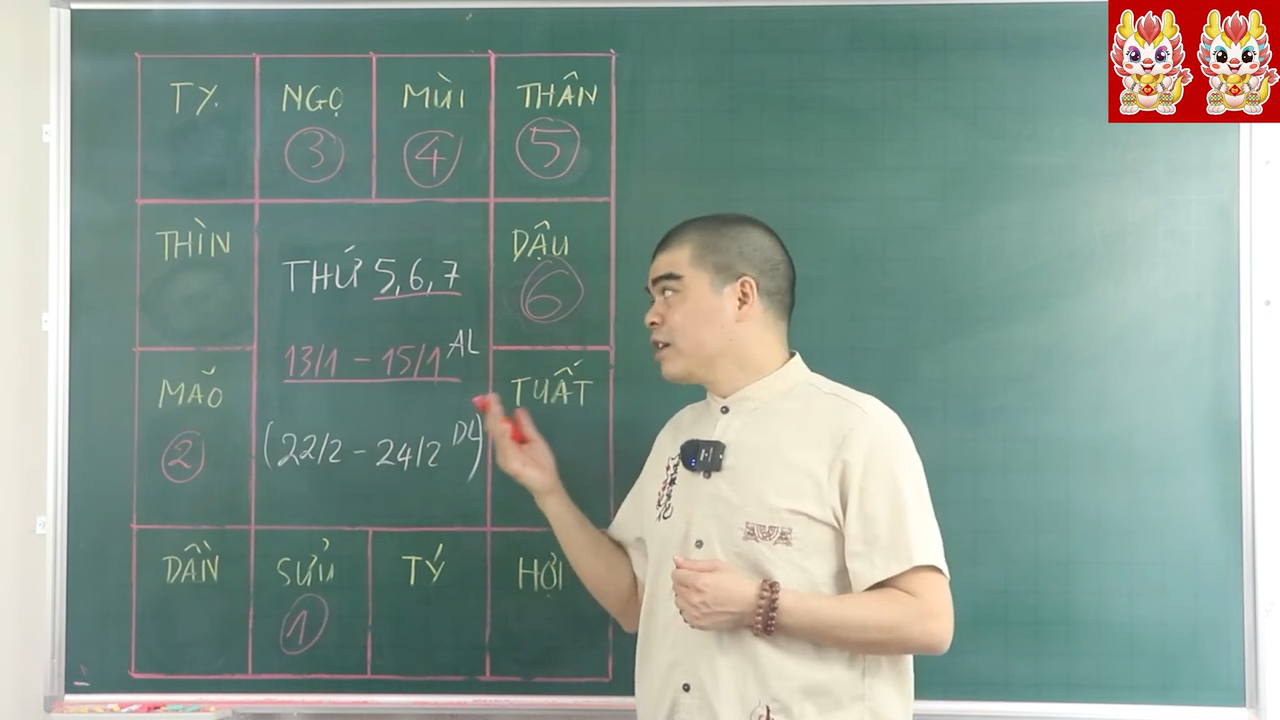 TỴ.
NGỌ
③
MÙI
④
THÂN
⑤
THÌN
DẬU
⑥
THỨ 5,6,7
13/1 - 15/1 AL
(22/2 - 24/2 DL)
MÃO
②
TUẤT
DẦN
SỬU
①
TÝ
HỢI